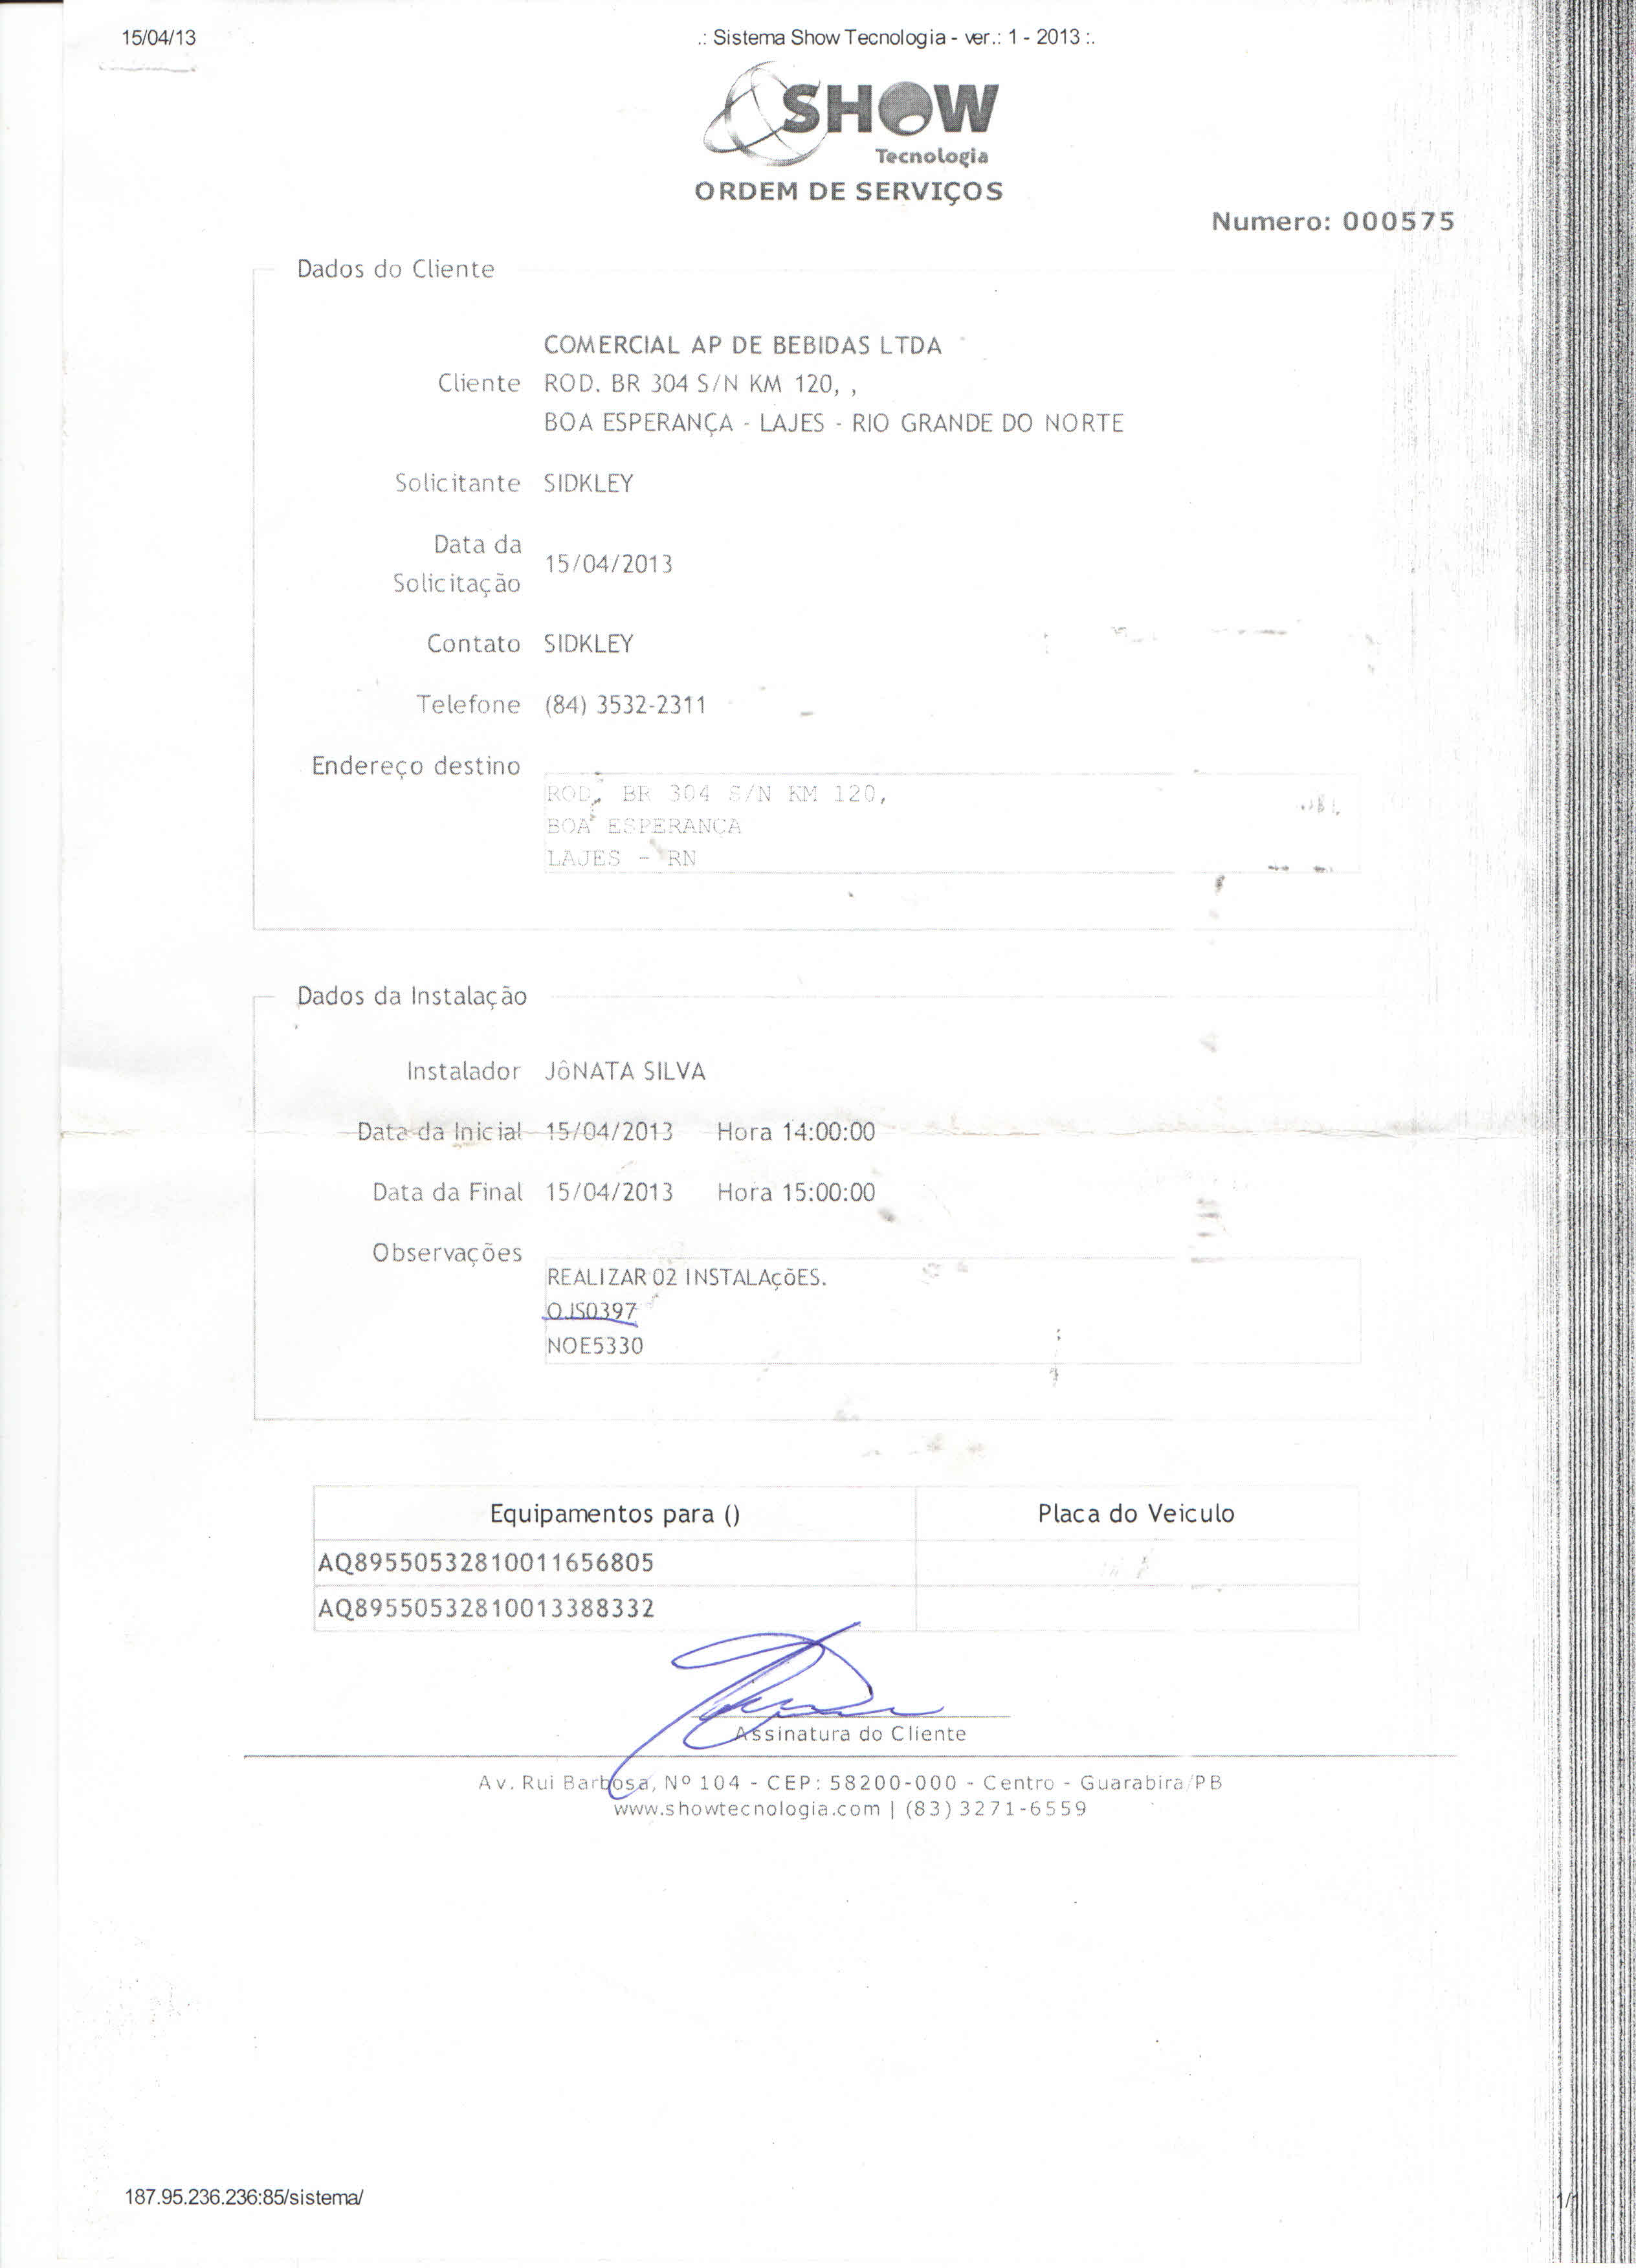 15/04/13
.: Sistema Show Tecnologia - ver.: 1 - 2013 :.
SHOW
Tecnologia
ORDEM DE SERVIÇOS
Numero: 000575
Dados do Cliente
COMERCIAL AP DE BEBIDAS LTDA
Cliente ROD. BR 304 S/N KM 120, ,
BOA ESPERANÇA - LAJES - RIO GRANDE DO NORTE
Solicitante SIDKLEY
Data da
Solicitação 15/04/2013
Contato SIDKLEY
Telefone (84) 3532-2311
Endereço destino
ROD. BR 304 S/N KM 120,
BOA ESPERANCA
LAJES - RN
Dados da Instalação
Instalador JôNATA SILVA
Data da Inicial 15/04/2013 Hora 14:00:00
Data da Final 15/04/2013 Hora 15:00:00
Observações
REALIZAR 02 INSTALAçõES.
OJS0397
NOE5330
Equipamentos para () Placa do Veiculo
AQ89550532810011656805
AQ89550532810013388332
Assinatura do Cliente
Av. Rui Barbosa, Nº 104 - CEP: 58200-000 - Centro - Guarabira/PB
www.showtecnologia.com | (83) 3271-6559
187.95.236.236:85/sistema/
1/1